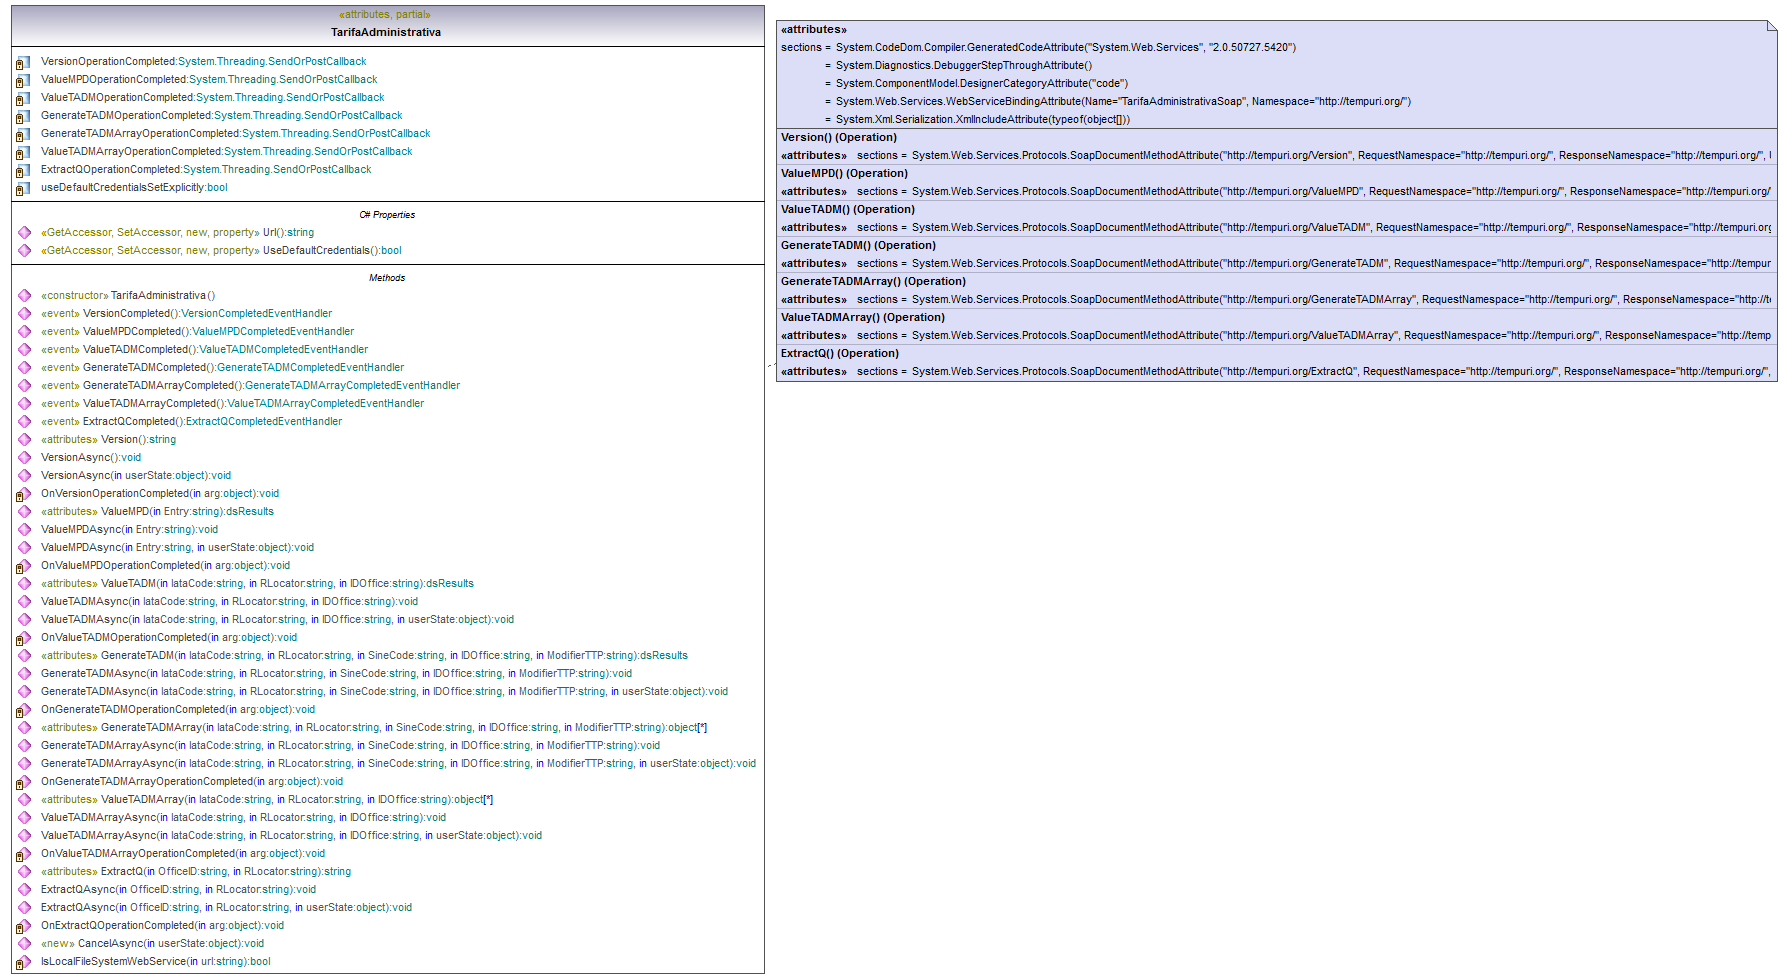 «attributes, partial»
TarifaAdministrativa
VersionOperationCompleted:System.Threading.SendOrPostCallback
ValueMPDOperationCompleted:System.Threading.SendOrPostCallback
ValueTADMOperationCompleted:System.Threading.SendOrPostCallback
GenerateTADMOperationCompleted:System.Threading.SendOrPostCallback
GenerateTADMArrayOperationCompleted:System.Threading.SendOrPostCallback
ValueTADMArrayOperationCompleted:System.Threading.SendOrPostCallback
ExtractQOperationCompleted:System.Threading.SendOrPostCallback
useDefaultCredentialsSetExplicitly:bool
C# Properties
«GetAccessor, SetAccessor, new, property» Url():string
«GetAccessor, SetAccessor, new, property» UseDefaultCredentials():bool
Methods
«constructor» TarifaAdministrativa()
«event» VersionCompleted():VersionCompletedEventHandler
«event» ValueMPDCompleted():ValueMPDCompletedEventHandler
«event» ValueTADMCompleted():ValueTADMCompletedEventHandler
«event» GenerateTADMCompleted():GenerateTADMCompletedEventHandler
«event» GenerateTADMArrayCompleted():GenerateTADMArrayCompletedEventHandler
«event» ValueTADMArrayCompleted():ValueTADMArrayCompletedEventHandler
«event» ExtractQCompleted():ExtractQCompletedEventHandler
«attributes» Version():string
VersionAsync():void
VersionAsync(in userState:object):void
OnVersionOperationCompleted(in arg:object):void
«attributes» ValueMPD(in Entry:string):dsResults
ValueMPDAsync(in Entry:string):void
ValueMPDAsync(in Entry:string, in userState:object):void
OnValueMPDOperationCompleted(in arg:object):void
«attributes» ValueTADM(in IataCode:string, in RLocator:string, in IDOffice:string):dsResults
ValueTADMAsync(in IataCode:string, in RLocator:string, in IDOffice:string):void
ValueTADMAsync(in IataCode:string, in RLocator:string, in IDOffice:string, in userState:object):void
OnValueTADMOperationCompleted(in arg:object):void
«attributes» GenerateTADM(in IataCode:string, in RLocator:string, in SineCode:string, in IDOffice:string, in ModifierTTP:string):dsResults
GenerateTADMAsync(in IataCode:string, in RLocator:string, in SineCode:string, in IDOffice:string, in ModifierTTP:string):void
GenerateTADMAsync(in IataCode:string, in RLocator:string, in SineCode:string, in IDOffice:string, in ModifierTTP:string, in userState:object):void
OnGenerateTADMOperationCompleted(in arg:object):void
«attributes» GenerateTADMArray(in IataCode:string, in RLocator:string, in SineCode:string, in IDOffice:string, in ModifierTTP:string):object[*]
GenerateTADMArrayAsync(in IataCode:string, in RLocator:string, in SineCode:string, in IDOffice:string, in ModifierTTP:string):void
GenerateTADMArrayAsync(in IataCode:string, in RLocator:string, in SineCode:string, in IDOffice:string, in ModifierTTP:string, in userState:object):void
OnGenerateTADMArrayOperationCompleted(in arg:object):void
«attributes» ValueTADMArray(in IataCode:string, in RLocator:string, in IDOffice:string):object[*]
ValueTADMArrayAsync(in IataCode:string, in RLocator:string, in IDOffice:string):void
ValueTADMArrayAsync(in IataCode:string, in RLocator:string, in IDOffice:string, in userState:object):void
OnValueTADMArrayOperationCompleted(in arg:object):void
«attributes» ExtractQ(in OfficeID:string, in RLocator:string):string
ExtractQAsync(in OfficeID:string, in RLocator:string):void
ExtractQAsync(in OfficeID:string, in RLocator:string, in userState:object):void
OnExtractQOperationCompleted(in arg:object):void
«new» CancelAsync(in userState:object):void
IsLocalFileSystemWebService(in url:string):bool
«attributes»
sections = System.CodeDom.Compiler.GeneratedCodeAttribute("System.Web.Services", "2.0.50727.5420")
= System.Diagnostics.DebuggerStepThroughAttribute()
= System.ComponentModel.DesignerCategoryAttribute("code")
= System.Web.Services.WebServiceBindingAttribute(Name="TarifaAdministrativaSoap", Namespace="http://tempuri.org/")
= System.Xml.Serialization.XmlIncludeAttribute(typeof(object[]))
Version() (Operation)
«attributes» sections = System.Web.Services.Protocols.SoapDocumentMethodAttribute("http://tempuri.org/Version", RequestNamespace="http://tempuri.org/", ResponseNamespace="http://tempuri.org/",
ValueMPD() (Operation)
«attributes» sections = System.Web.Services.Protocols.SoapDocumentMethodAttribute("http://tempuri.org/ValueMPD", RequestNamespace="http://tempuri.org/", ResponseNamespace="http://tempuri.org/
ValueTADM() (Operation)
«attributes» sections = System.Web.Services.Protocols.SoapDocumentMethodAttribute("http://tempuri.org/ValueTADM", RequestNamespace="http://tempuri.org/", ResponseNamespace="http://tempuri.org
GenerateTADM() (Operation)
«attributes» sections = System.Web.Services.Protocols.SoapDocumentMethodAttribute("http://tempuri.org/GenerateTADM", RequestNamespace="http://tempuri.org/", ResponseNamespace="http://tempur
GenerateTADMArray() (Operation)
«attributes» sections = System.Web.Services.Protocols.SoapDocumentMethodAttribute("http://tempuri.org/GenerateTADMArray", RequestNamespace="http://tempuri.org/", ResponseNamespace="http://t
ValueTADMArray() (Operation)
«attributes» sections = System.Web.Services.Protocols.SoapDocumentMethodAttribute("http://tempuri.org/ValueTADMArray", RequestNamespace="http://tempuri.org/", ResponseNamespace="http://temp
ExtractQ() (Operation)
«attributes» sections = System.Web.Services.Protocols.SoapDocumentMethodAttribute("http://tempuri.org/ExtractQ", RequestNamespace="http://tempuri.org/", ResponseNamespace="http://tempuri.org/",